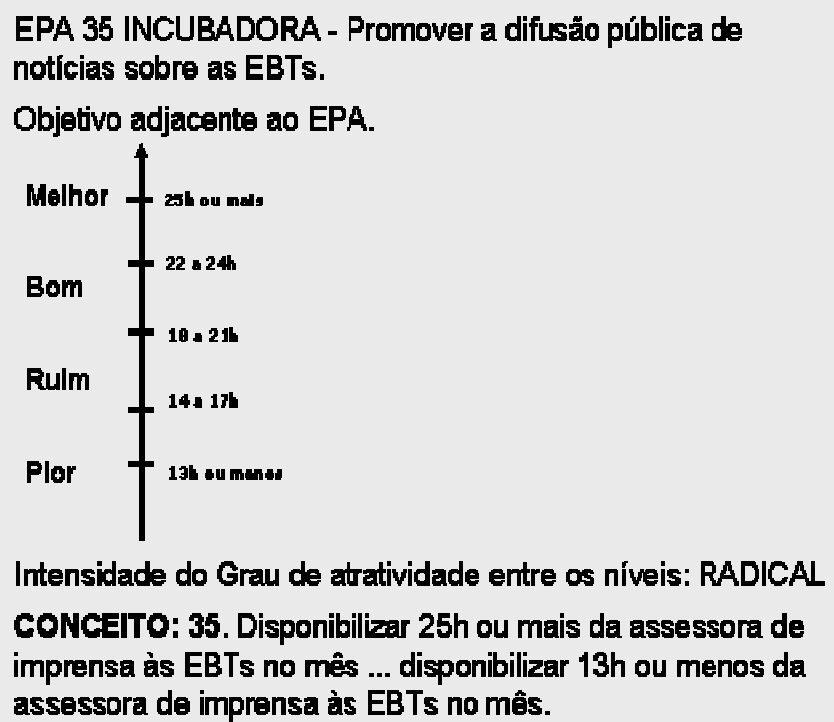 EPA 35 INCUBADORA - Promover a difusão pública de
notícias sobre as EBTs.
Objetivo adjacente ao EPA.
Melhor 25h ou mais
22 a 24h
Bom
18 a 21h
Ruim
14 a 17h
Pior 13h ou menos
Intensidade do Grau de atratividade entre os níveis: RADICAL
CONCEITO: 35. Disponibilizar 25h ou mais da assessora de
imprensa às EBTs no mês ... disponibilizar 13h ou menos da
assessora de imprensa às EBTs no mês.